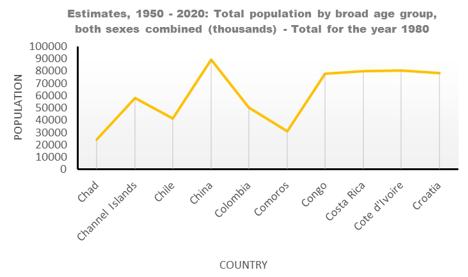 Estimates, 1950 - 2020: Total population by broad age group,
both sexes combined (thousands) - Total for the year 1980
POPULATION
100000
90000
80000
70000
60000
50000
40000
30000
20000
10000
0
Chad
Channel Islands
Chile
China
Colombia
Comoros
Congo
Costa Rica
Cote d'Ivoire
Croatia
COUNTRY